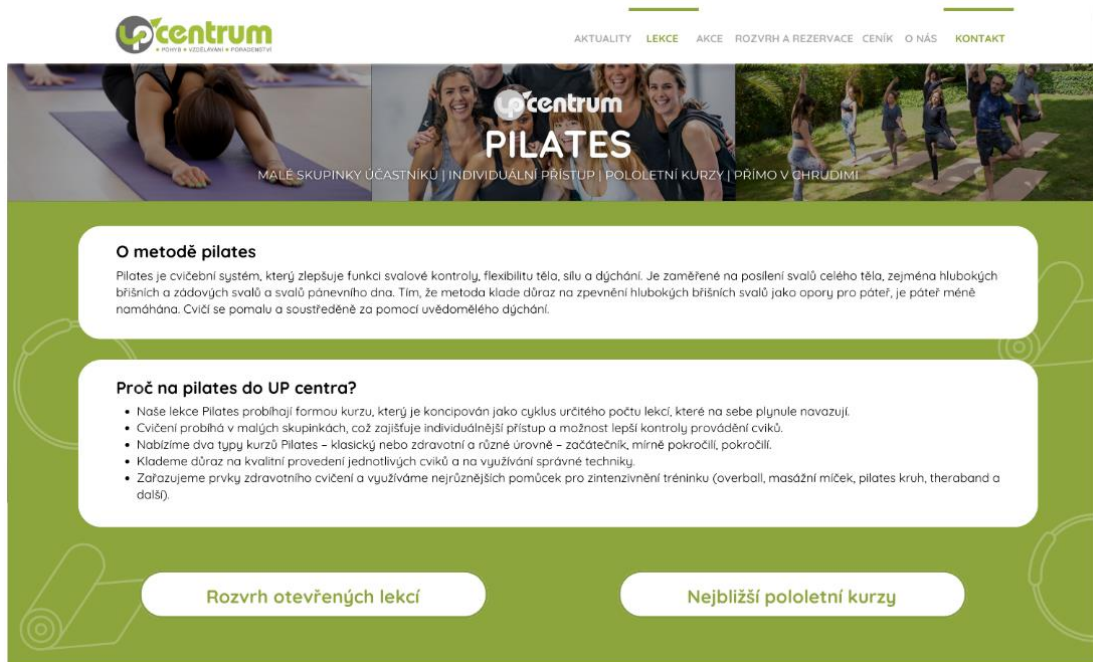 upcentrum
• POHYB • VZDĚLÁVÁNÍ • PORADENSTVÍ
AKTUALITY LEKCE AKCE ROZVRH A REZERVACE CENÍK O NÁS KONTAKT
upcentrum
PILATES
MALÉ SKUPINKY ÚČASTNÍKŮ | INDIVIDUÁLNÍ PŘÍSTUP | POLOLETNÍ KURZY | PŘÍMO V CHRUDIMI
O metodě pilates
Pilates je cvičební systém, který zlepšuje funkci svalové kontroly, flexibilitu těla, sílu a dýchání. Je zaměřené na posílení svalů celého těla, zejména hlubokých
břišních a zádových svalů a svalů pánevního dna. Tím, že metoda klade důraz na zpevnění hlubokých břišních svalů jako opory pro páteř, je páteř méně
namáhána. Cvičí se pomalu a soustředěně za pomocí uvědomělého dýchání.
Proč na pilates do UP centra?
• Naše lekce Pilates probíhají formou kurzu, který je koncipován jako cyklus určitého počtu lekcí, které na sebe plynule navazují.
• Cvičení probíhá v malých skupinkách, což zajišťuje individuálnější přístup a možnost lepší kontroly provádění cviků.
• Nabízíme dva typy kurzů Pilates – klasický nebo zdravotní a různé úrovně – začátečník, mírně pokročilí, pokročilí.
• Klademe důraz na kvalitní provedení jednotlivých cviků a na využívání správné techniky.
• Zařazujeme prvky zdravotního cvičení a využíváme nejrůznějších pomůcek pro zintenzivnění tréninku (overball, masážní míček, pilates kruh, theraband a
další).
Rozvrh otevřených lekcí
Nejbližší pololetní kurzy